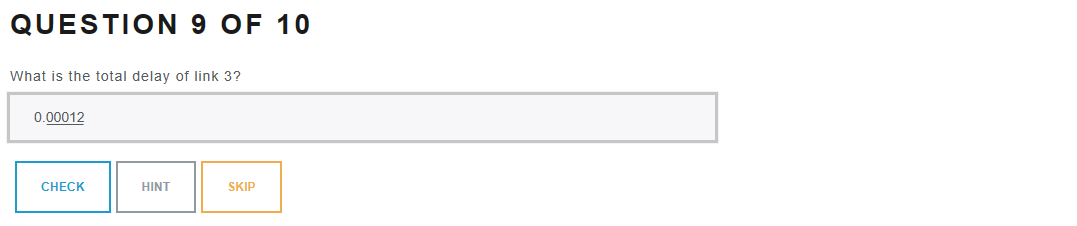 QUESTION 9 OF 10
What is the total delay of link 3?
0.00012
CHECK
HINT
SKIP